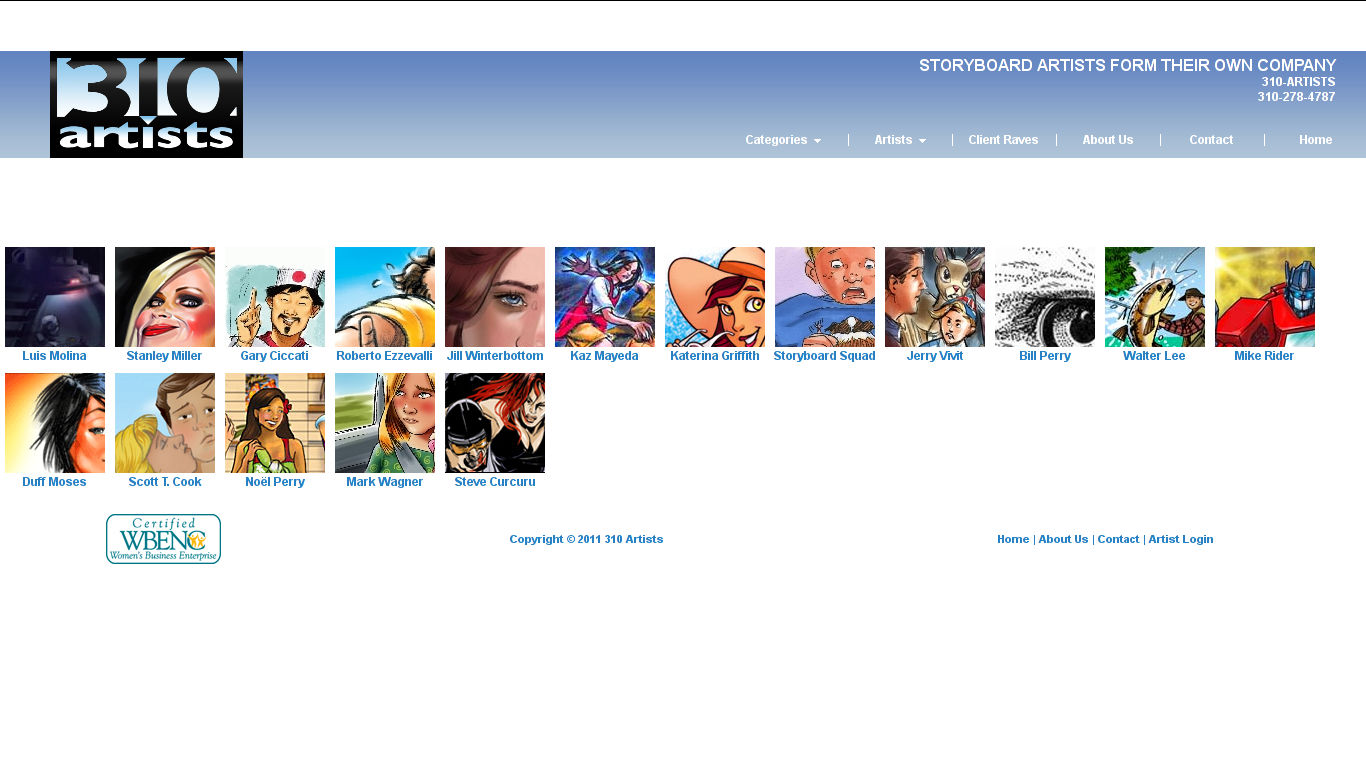 310
artists
STORYBOARD ARTISTS FORM THEIR OWN COMPANY
310-ARTISTS
310-278-4787
Categories | Artists | Client Raves | About Us | Contact | Home
Luis Molina Stanley Miller Gary Ciccati Roberto Ezzevalli Jill Winterbottom Kaz Mayeda Katerina Griffith Storyboard Squad Jerry Vivit Bill Perry Walter Lee Mike Rider
Duff Moses Scott T. Cook Noël Perry Mark Wagner Steve Curcuru
Certified
WBENC
Women's Business Enterprise
Copyright © 2011 310 Artists
Home | About Us | Contact | Artist Login